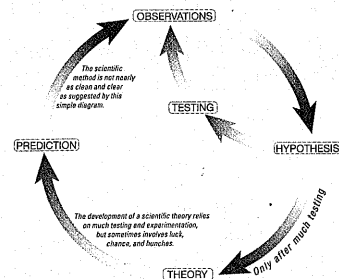 OBSERVATIONS
The scientific
method is not nearly
as clean and clear
as suggested by this
simple diagram.
TESTING
PREDICTION
HYPOTHESIS
The development of a scientific theory relies
on much testing and experimentation,
but sometimes involves luck,
chance, and hunches.
Only after much testing
THEORY